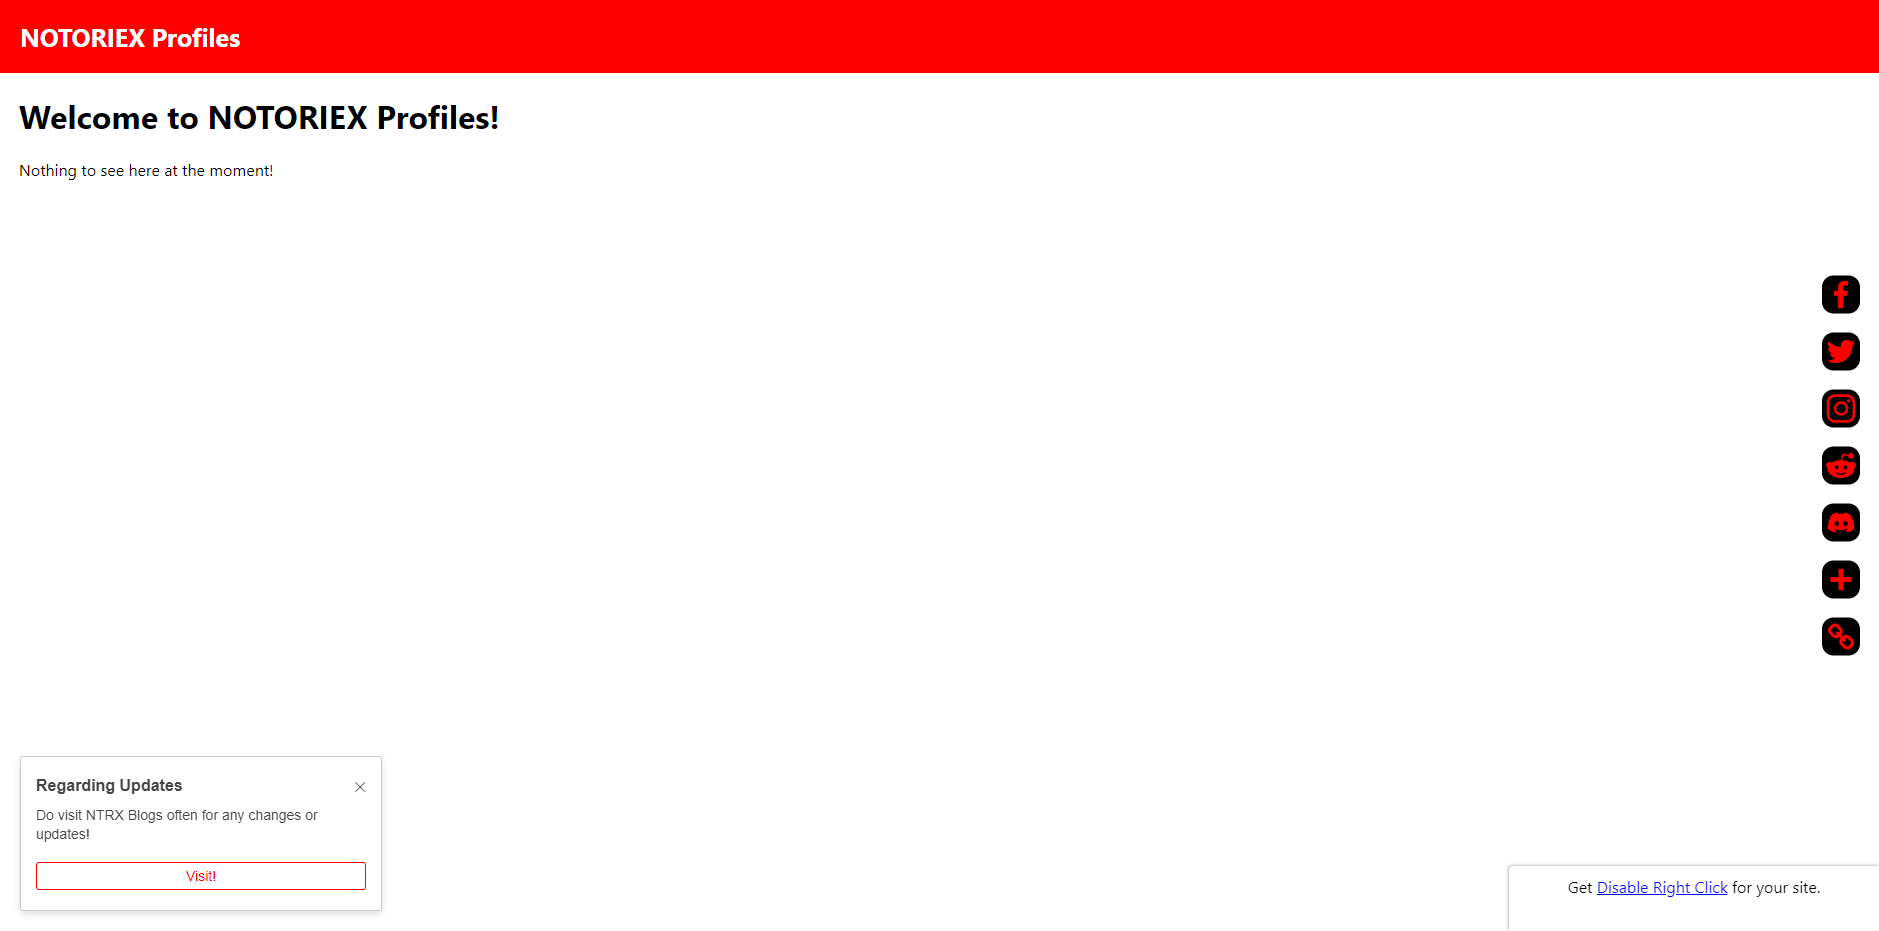 NOTORIEX Profiles
Welcome to NOTORIEX Profiles!
Nothing to see here at the moment!
Regarding Updates
Do visit NTRX Blogs often for any changes or
updates!
Visit!
Get Disable Right Click for your site.